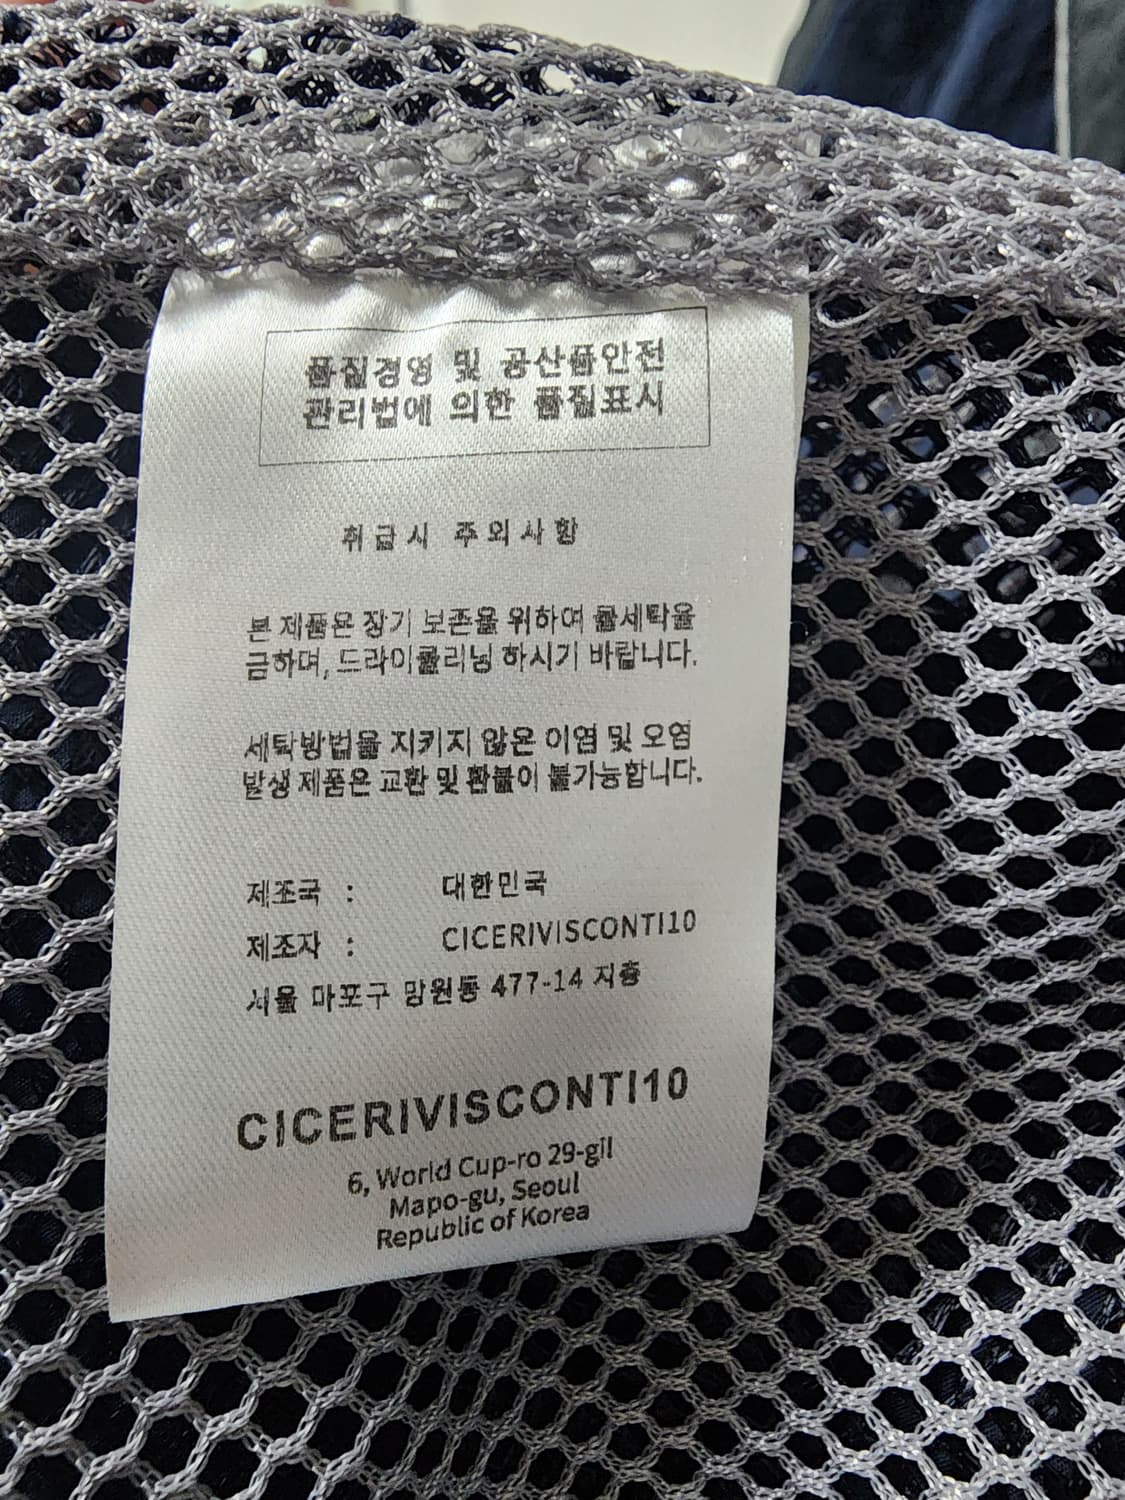 품질경영 및 공산품안전
관리법에 의한 품질표시
취급시 주의사항
본 제품은 장기 보존을 위하여 물세탁을
금하며, 드라이클리닝 하시기 바랍니다.
세탁방법을 지키지 않은 이염 및 오염
발생 제품은 교환 및 환불이 불가능합니다.
제조국 : 대한민국
제조자 : CICERIVISCONTI10
서울 마포구 망원동 477-14 지층
CICERIVISCONTI10
6, World Cup-ro 29-gil
Mapo-gu, Seoul
Republic of Korea